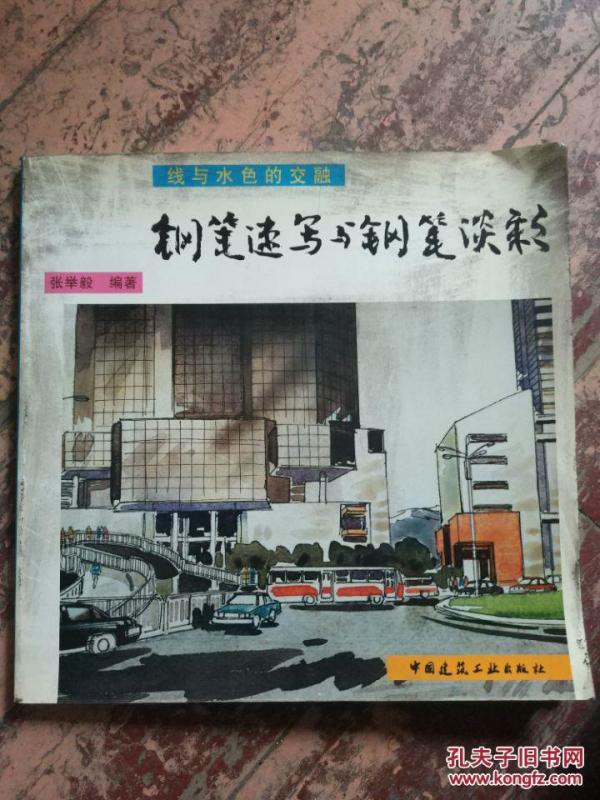 线与水色的交融
钢笔速写与钢笔淡彩
张举毅 编著
中国建筑工业出版社
孔夫子旧书网
www.kongfz.com